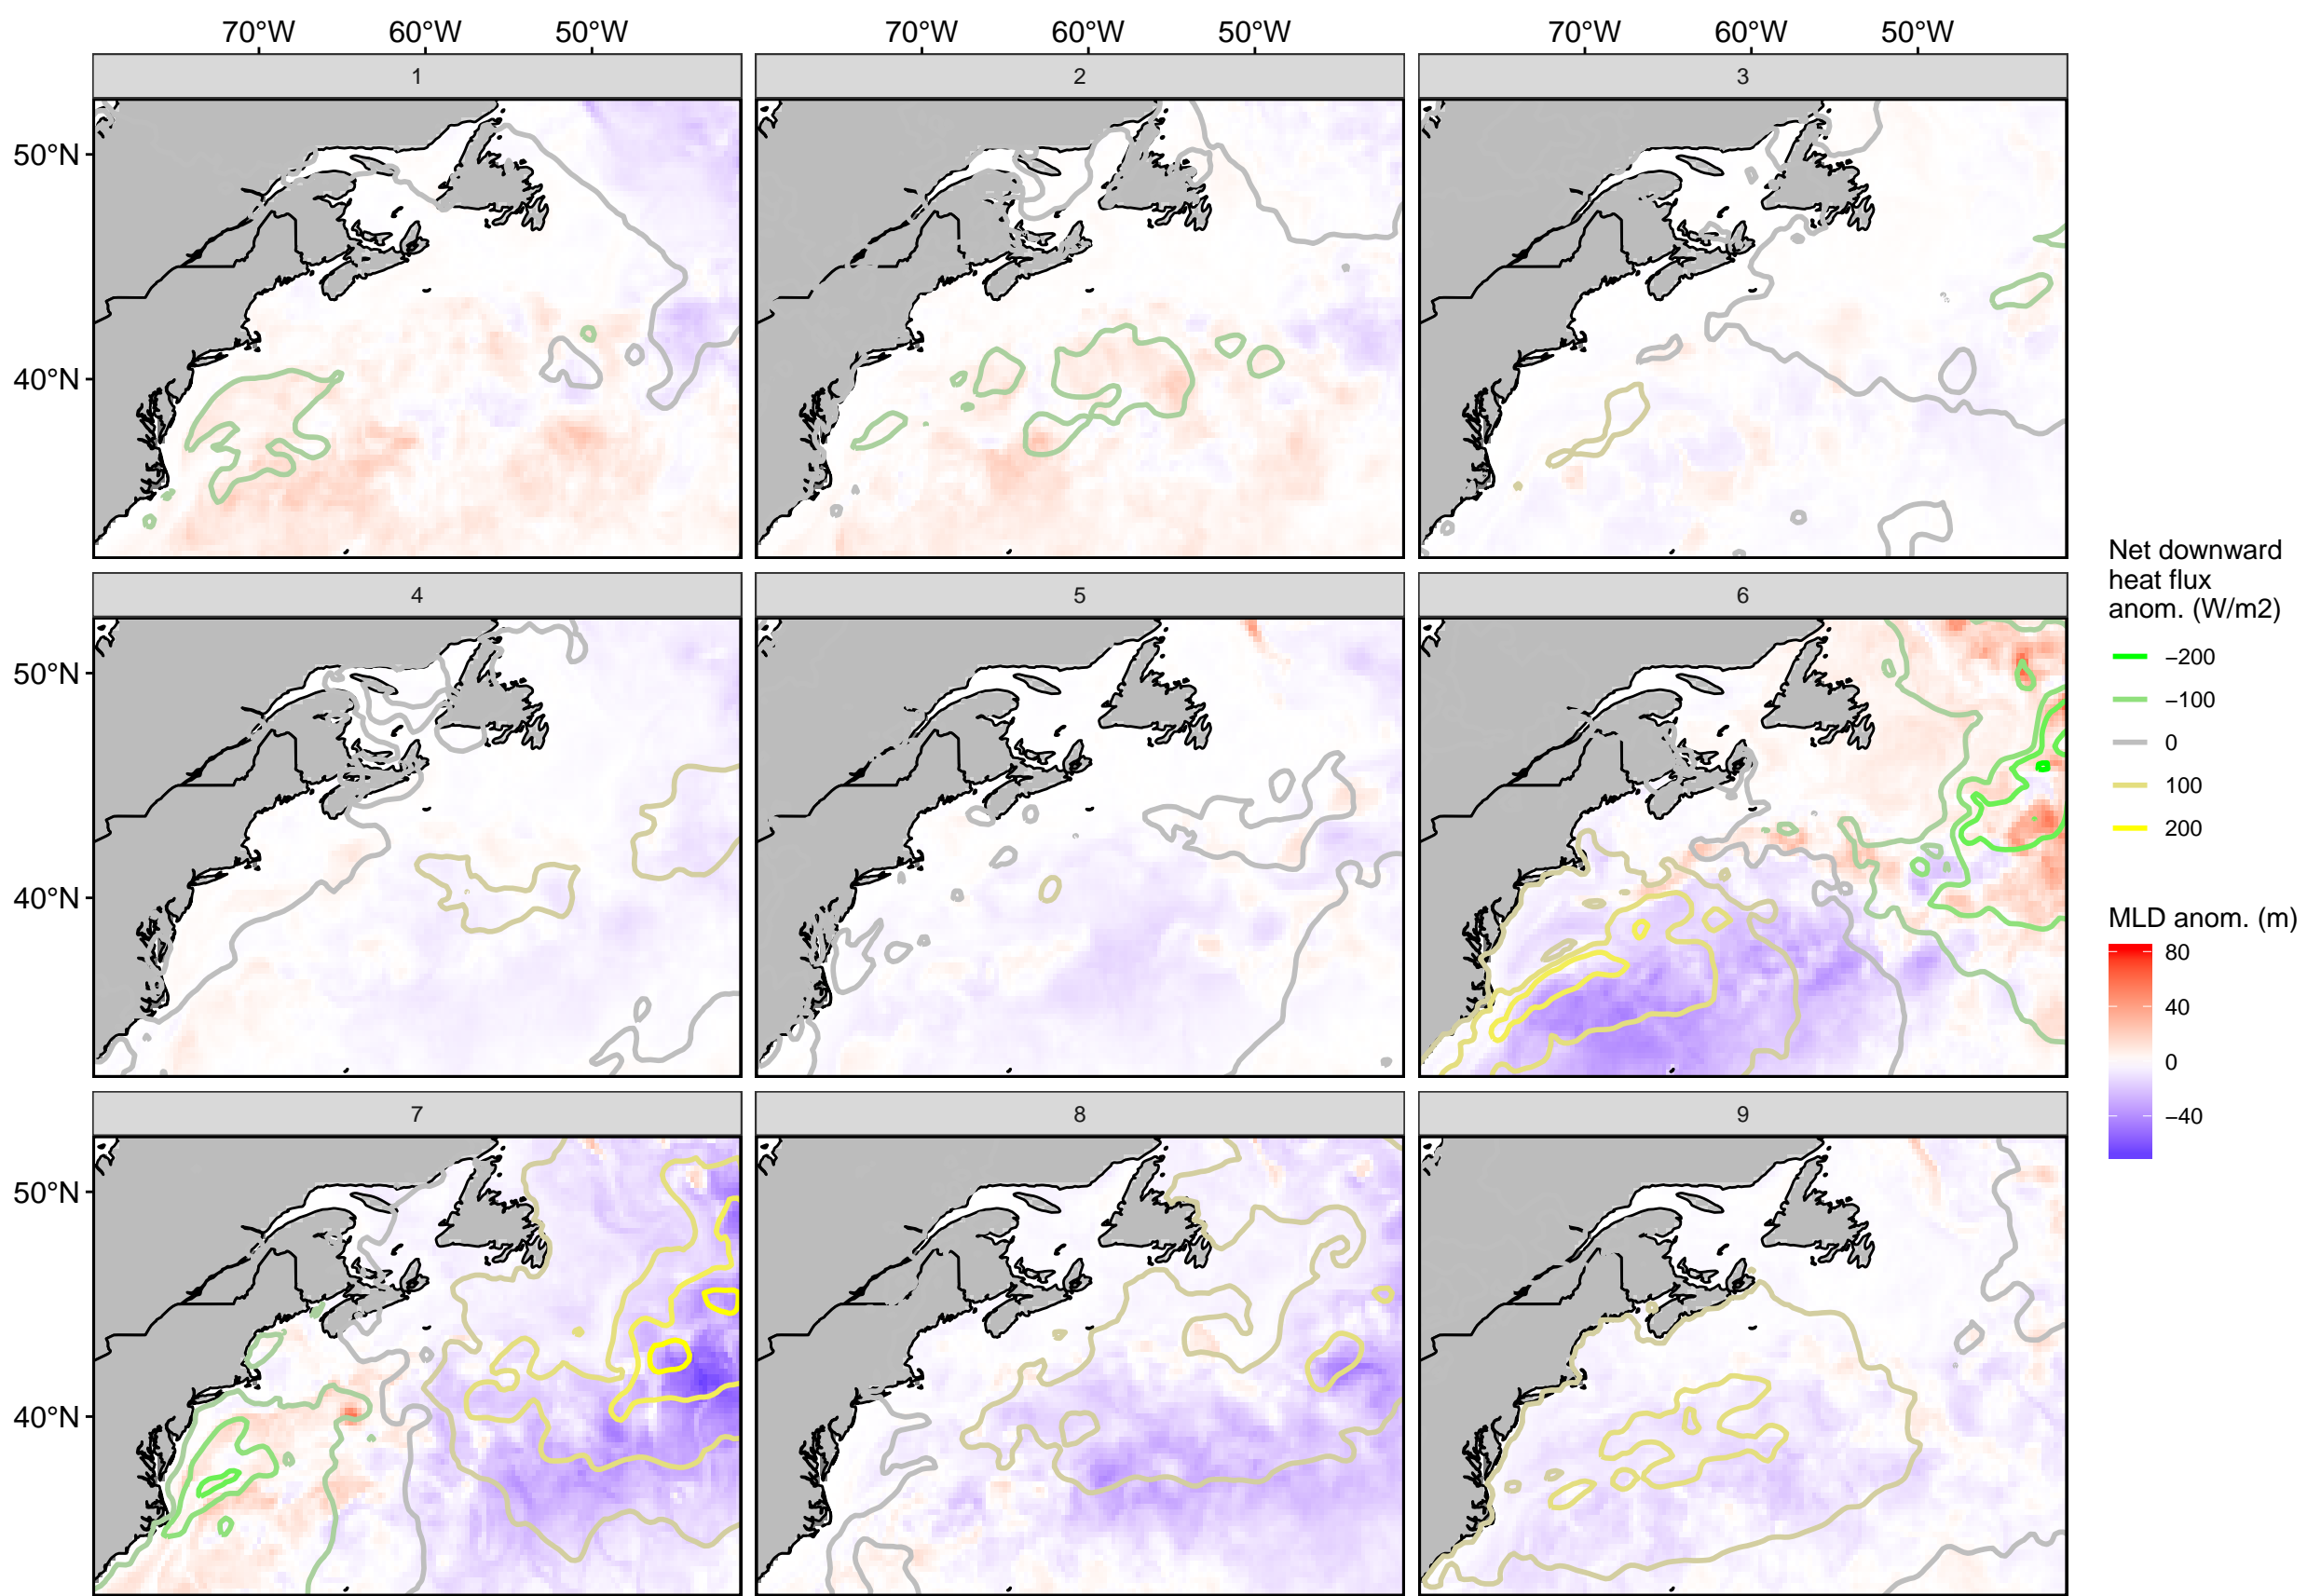 70°W 60°W 50°W 70°W 60°W 50°W 70°W 60°W 50°W
1 2 3
50°N
40°N
4 5 6
50°N
40°N
7 8 9
50°N
40°N
Net downward
heat flux
anom. (W/m2)
−200
−100
0
100
200
MLD anom. (m)
80
40
0
−40